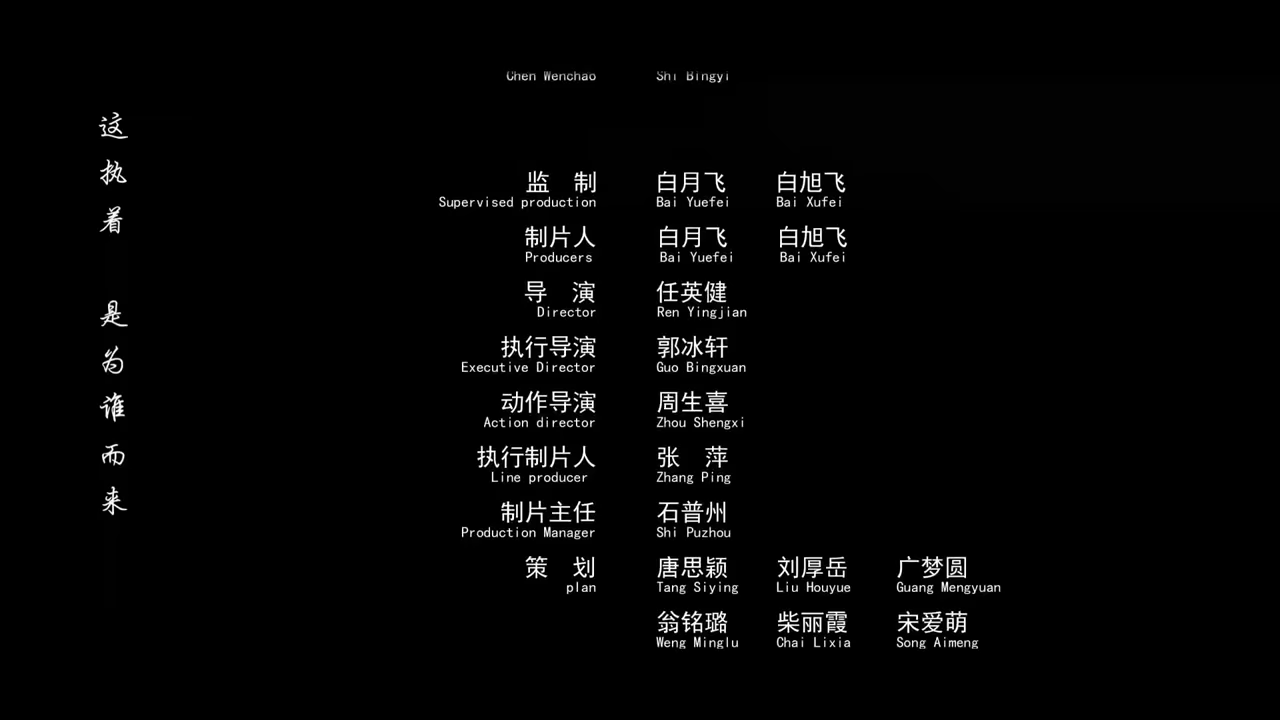 Chen Wenchao Shi Bingyi
这执着 是为谁而来
监 制 白月飞 白旭飞
Supervised production Bai Yuefei Bai Xufei
制片人 白月飞 白旭飞
Producers Bai Yuefei Bai Xufei
导 演 任英健
Director Ren Yingjian
执行导演 郭冰轩
Executive Director Guo Bingxuan
动作导演 周生喜
Action director Zhou Shengxi
执行制片人 张 萍
Line producer Zhang Ping
制片主任 石普州
Production Manager Shi Puzhou
策 划 唐思颖 刘厚岳 广梦圆
plan Tang Siying Liu Houyue Guang Mengyuan
翁铭璐 柴丽霞 宋爱萌
Weng Minglu Chai Lixia Song Aimeng